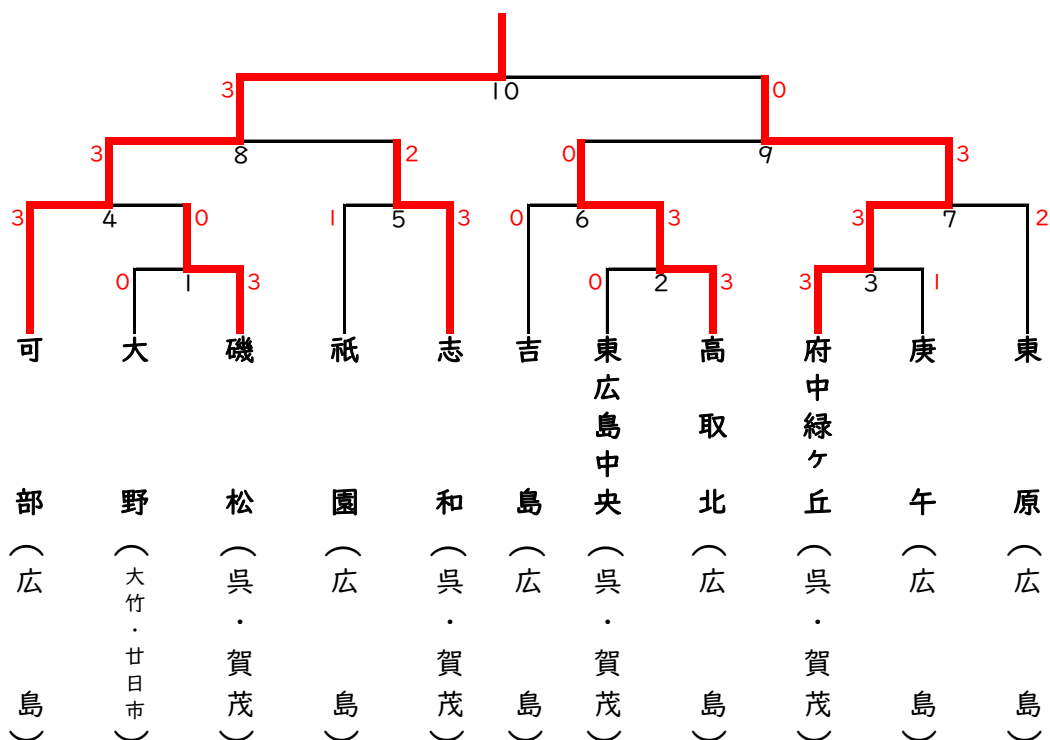 3 10 0
3 8 2 0 9 3
3 4 0 1 5 3 0 6 3 3 7 2
0 1 3 0 2 3 3 3 1
可部（広島）
大野（大竹・廿日市）
磯松（呉・賀茂）
祇園（広島）
志和（呉・賀茂）
吉島（広島）
東広島中央（呉・賀茂）
高取北（広島）
府中緑ケ丘（呉・賀茂）
庚午（広島）
東原（広島）